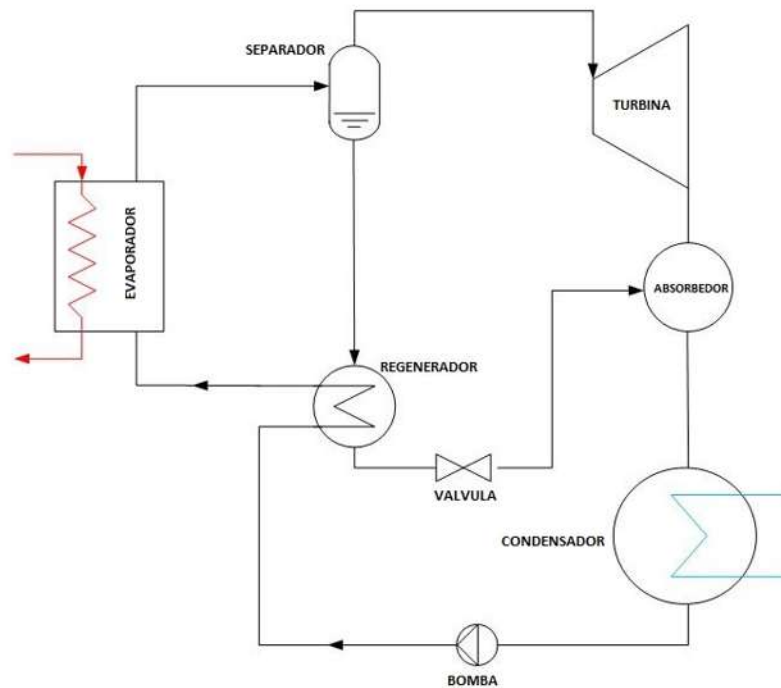 SEPARADOR
TURBINA
EVAPORADOR
ABSORBEDOR
REGENERADOR
VALVULA
CONDENSADOR
BOMBA